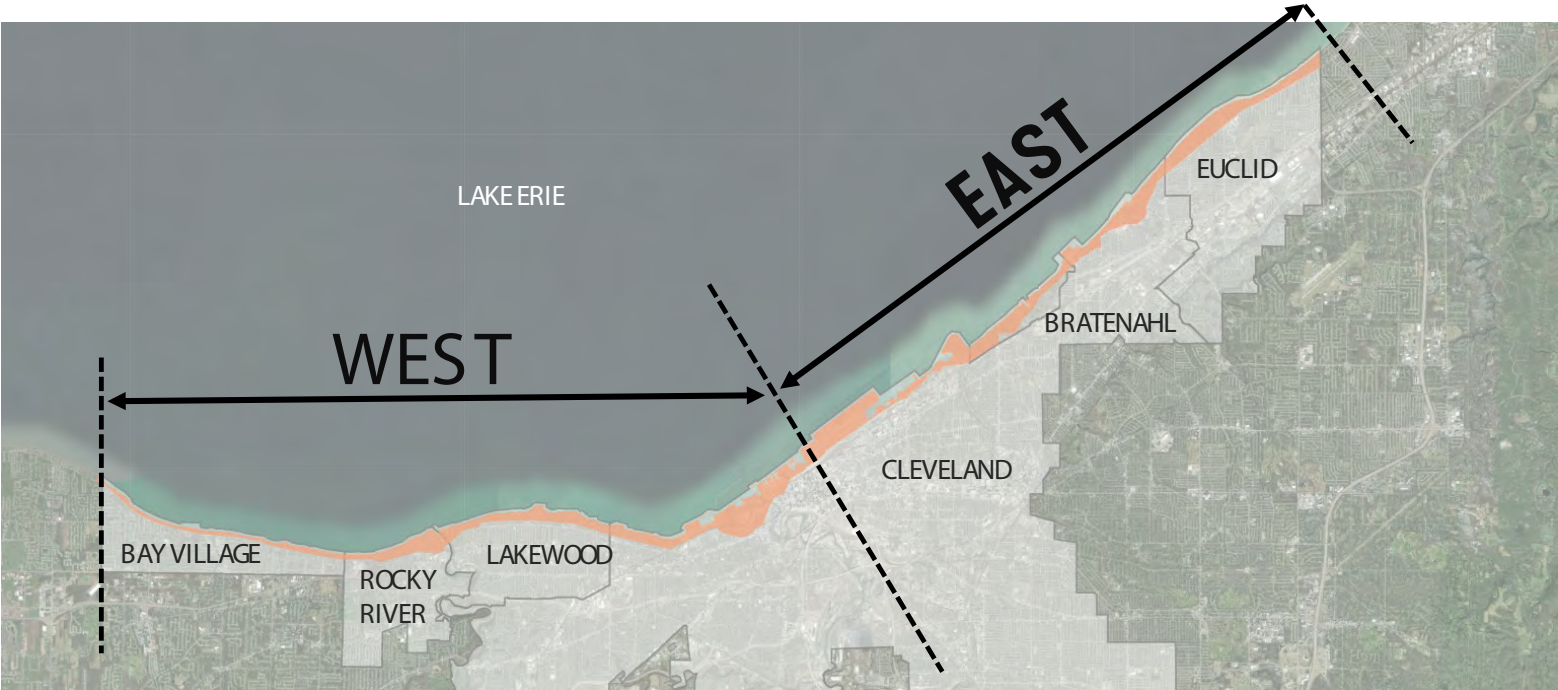 EAST
EUCLID
LAKE ERIE
BRATENAHL
WEST
CLEVELAND
BAY VILLAGE
LAKEWOOD
ROCKY
RIVER